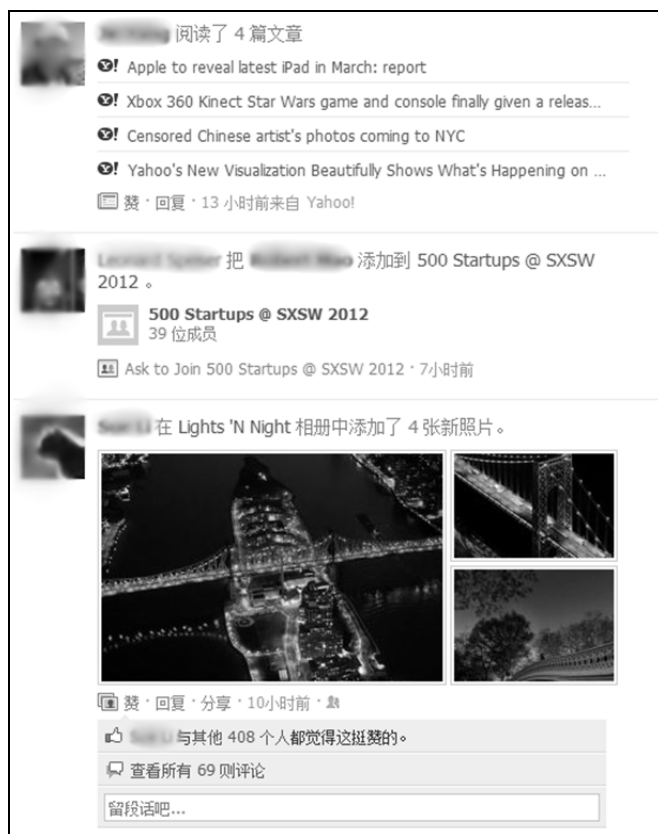 阅读了 4 篇文章
Apple to reveal latest iPad in March: report
Xbox 360 Kinect Star Wars game and console finally given a releas...
Censored Chinese artist's photos coming to NYC
Yahoo's New Visualization Beautifully Shows What's Happening on ...
赞 · 回复 · 13 小时前来自 Yahoo!
把 添加到 500 Startups @ SXSW
2012 。
500 Startups @ SXSW 2012
39 位成员
Ask to Join 500 Startups @ SXSW 2012 · 7小时前
在 Lights 'N Night 相册中添加了 4 张新照片。
赞 · 回复 · 分享 · 10小时前 ·
与其他 408 个人都觉得这挺赞的。
查看所有 69 则评论
留段话吧...